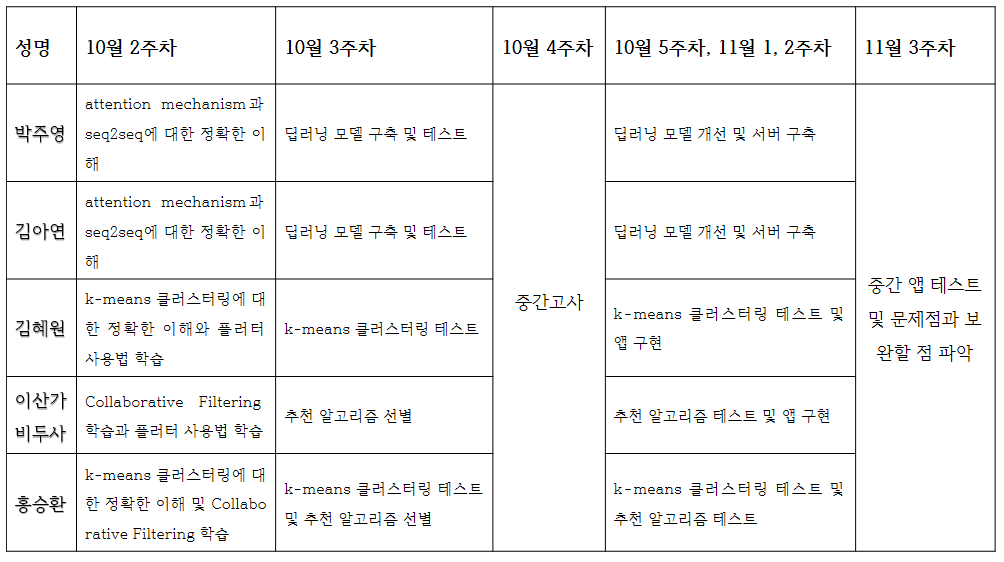 성명
10월 2주차
10월 3주차
10월 4주차
10월 5주차, 11월 1, 2주차
11월 3주차
박주영
attention mechanism과
seq2seq에 대한 정확한 이
해
딥러닝 모델 구축 및 테스트
딥러닝 모델 개선 및 서버 구축
김아연
attention mechanism과
seq2seq에 대한 정확한 이
해
딥러닝 모델 구축 및 테스트
딥러닝 모델 개선 및 서버 구축
김혜원
k-means 클러스터링에 대
한 정확한 이해와 플러터
사용법 학습
k-means 클러스터링 테스트
중간고사
k-means 클러스터링 테스트 및
앱 구현
중간 앱 테스트
및 문제점과 보
완할 점 파악
이산가
비두사
Collaborative Filtering
학습과 플러터 사용법 학습
추천 알고리즘 선별
추천 알고리즘 테스트 및 앱 구현
홍승환
k-means 클러스터링에 대
한 정확한 이해 및 Collabo
rative Filtering 학습
k-means 클러스터링 테스트
및 추천 알고리즘 선별
k-means 클러스터링 테스트 및
추천 알고리즘 테스트